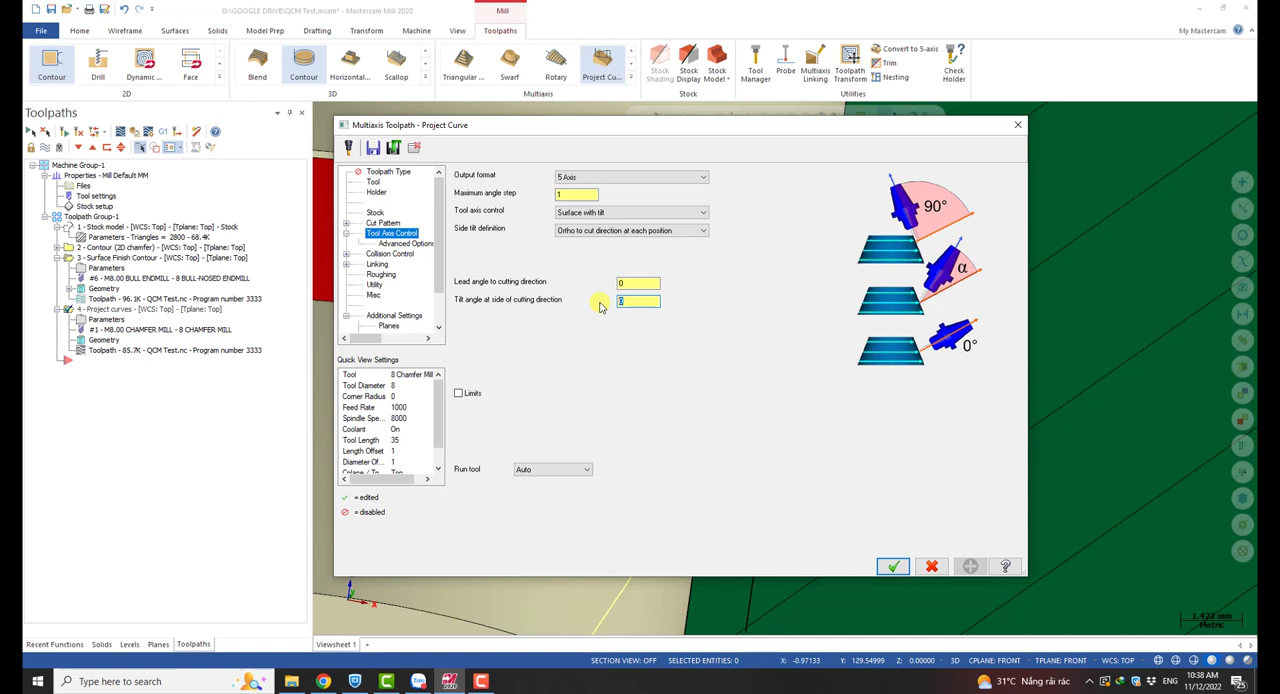 D:\GOOGLE DRIVE\QCM Test.mcam* - Mastercam Mill 2020
Mill
File
Home
Wireframe
Surfaces
Solids
Model Prep
Drafting
Transform
Machine
View
Toolpaths
My Mastercam
Contour
Drill
Dynamic ...
Face
Blend
Contour
Horizontal...
Scallop
Triangular ...
Swarf
Rotary
Project Cu...
Stock Shading
Stock Display
Stock Model
Tool Manager
Probe
Multiaxis Linking
Toolpath Transform
Convert to 5-axis
Trim
Nesting
Check Holder
2D
3D
Multiaxis
Stock
Utilities
Toolpaths
G1
Machine Group-1
Properties - Mill Default MM
Files
Tool settings
Stock setup
Toolpath Group-1
1 - Stock model - [WCS: Top] - [Tplane: Top] - Stock
Parameters - Triangles = 2800 - 68.4K
2 - Contour (2D chamfer) - [WCS: Top] - [Tplane: Top]
3 - Surface Finish Contour - [WCS: Top] - [Tplane: Top]
Parameters
#6 - M8.00 BULL ENDMILL - 8 BULL-NOSED ENDMILL
Geometry
Toolpath - 96.1K - QCM Test.nc - Program number 3333
4 - Project curves - [WCS: Top] - [Tplane: Top]
Parameters
#1 - M8.00 CHAMFER MILL - 8 CHAMFER MILL
Geometry
Toolpath - 85.7K - QCM Test.nc - Program number 3333
Multiaxis Toolpath - Project Curve
Toolpath Type
Tool
Holder
Stock
Cut Pattern
Tool Axis Control
Advanced Options
Collision Control
Linking
Roughing
Utility
Misc
Additional Settings
Planes
Quick View Settings
Tool 8 Chamfer Mill
Tool Diameter 8
Corner Radius 0
Feed Rate 1000
Spindle Spe... 8000
Coolant On
Tool Length 35
Length Offset 1
Diameter Of... 1
Cplane / Tp... Top
= edited
= disabled
Output format 5 Axis
Maximum angle step 1
Tool axis control Surface with tilt
Side tilt definition Ortho to cut direction at each position
Lead angle to cutting direction 0
Tilt angle at side of cutting direction 0
Limits
Run tool Auto
90°
α
0°
1.422 mm
Metric
Recent Functions
Solids
Levels
Planes
Toolpaths
Viewsheet 1
SECTION VIEW: OFF
SELECTED ENTITIES: 0
X: -0.97133
Y: 129.54999
Z: 0.00000
3D
CPLANE: FRONT
TPLANE: FRONT
WCS: TOP
Type here to search
31°C Nắng rải rác
ENG
10:38 AM
11/12/2022